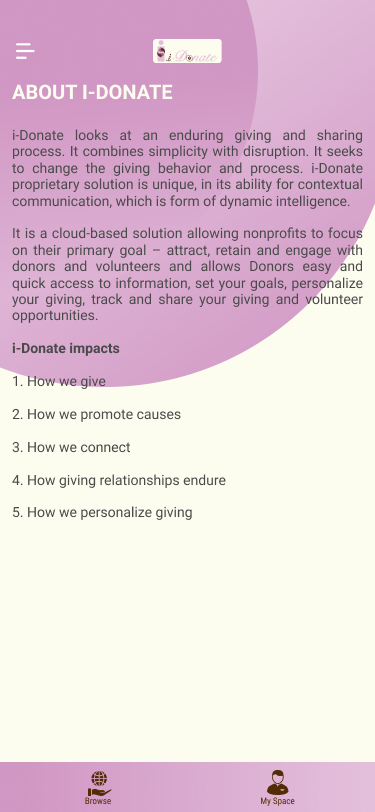 i Donate
ABOUT I-DONATE
i-Donate looks at an enduring giving and sharing
process. It combines simplicity with disruption. It seeks
to change the giving behavior and process. i-Donate
proprietary solution is unique, in its ability for contextual
communication, which is form of dynamic intelligence.
It is a cloud-based solution allowing nonprofits to focus
on their primary goal – attract, retain and engage with
donors and volunteers and allows Donors easy and
quick access to information, set your goals, personalize
your giving, track and share your giving and volunteer
opportunities.
i-Donate impacts
1. How we give
2. How we promote causes
3. How we connect
4. How giving relationships endure
5. How we personalize giving
Browse
My Space